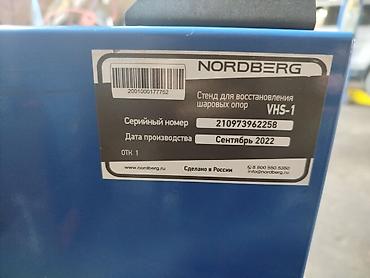 NORDBERG
2001000177752
Стенд для восстановления
шаровых опор VHS-1
Серийный номер 210973962258
Дата производства Сентябрь 2022
ОТК 1
www.nordberg.ru Сделано в России 8 800 550 5350
info@nordberg.ru